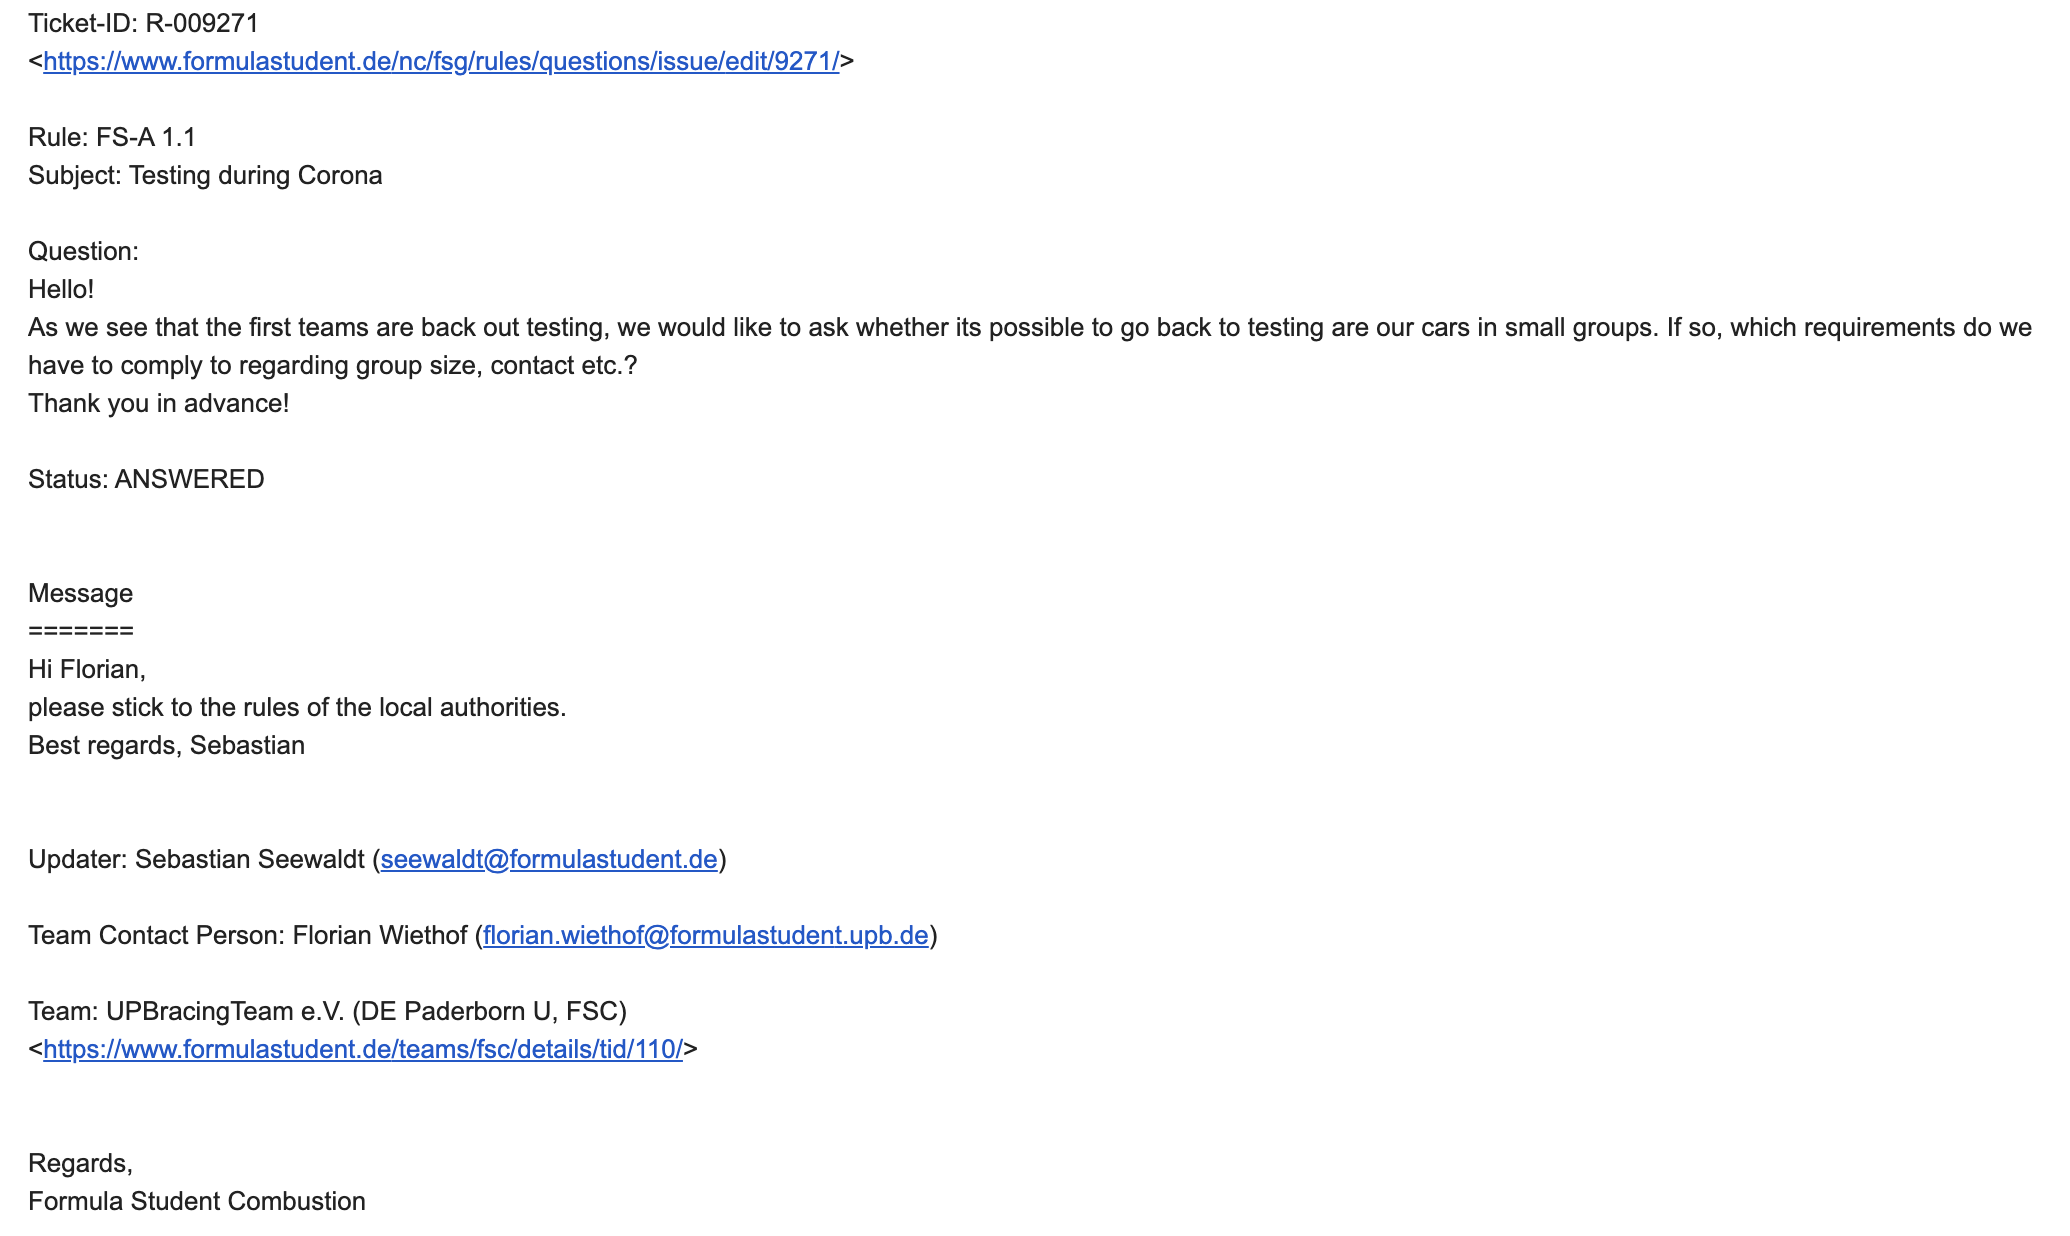 Ticket-ID: R-009271
<https://www.formulastudent.de/nc/fsg/rules/questions/issue/edit/9271/>
Rule: FS-A 1.1
Subject: Testing during Corona
Question:
Hello!
As we see that the first teams are back out testing, we would like to ask whether its possible to go back to testing are our cars in small groups. If so, which requirements do we
have to comply to regarding group size, contact etc.?
Thank you in advance!
Status: ANSWERED
Message
=======
Hi Florian,
please stick to the rules of the local authorities.
Best regards, Sebastian
Updater: Sebastian Seewaldt (seewaldt@formulastudent.de)
Team Contact Person: Florian Wiethof (florian.wiethof@formulastudent.upb.de)
Team: UPBracingTeam e.V. (DE Paderborn U, FSC)
<https://www.formulastudent.de/teams/fsc/details/tid/110/>
Regards,
Formula Student Combustion